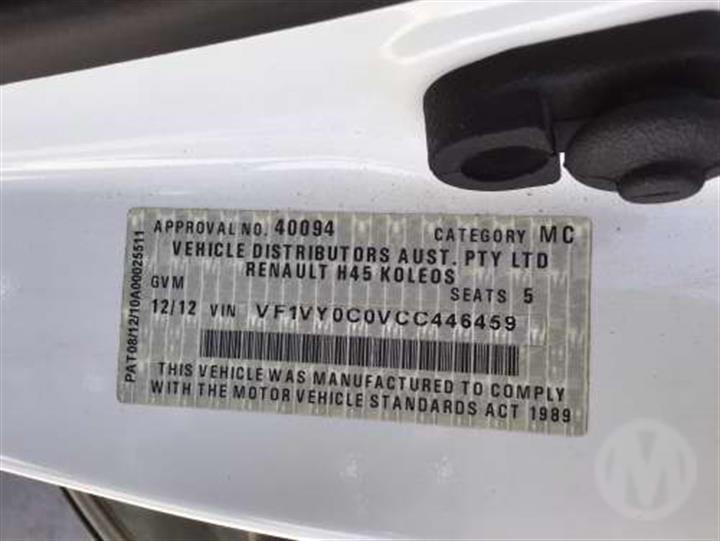 APPROVAL NO. 40094 CATEGORY MC
VEHICLE DISTRIBUTORS AUST. PTY LTD
RENAULT H45 KOLEOS
GVM SEATS 5
12/12 VIN VF1VY0C0VCC446459
THIS VEHICLE WAS MANUFACTURED TO COMPLY
WITH THE MOTOR VEHICLE STANDARDS ACT 1989
PAT08/12/10A00025511
M